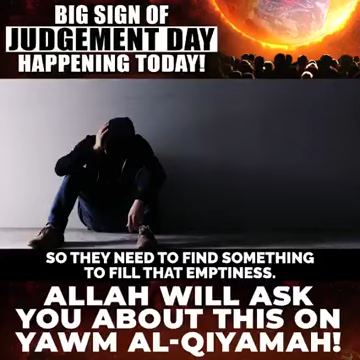 BIG SIGN OF
JUDGEMENT DAY
HAPPENING TODAY!
SO THEY NEED TO FIND SOMETHING
TO FILL THAT EMPTINESS.
ALLAH WILL ASK
YOU ABOUT THIS ON
YAWM AL-QIYAMAH!